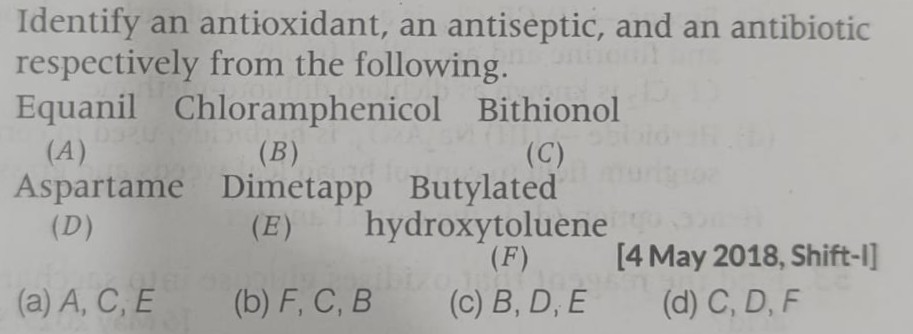 Identify an antioxidant, an antiseptic, and an antibiotic
respectively from the following.
Equanil Chloramphenicol Bithionol
(A) (B) (C)
Aspartame Dimetapp Butylated
(D) (E) hydroxytoluene
(F) [4 May 2018, Shift-I]
(a) A, C, E (b) F, C, B (c) B, D, E (d) C, D, F